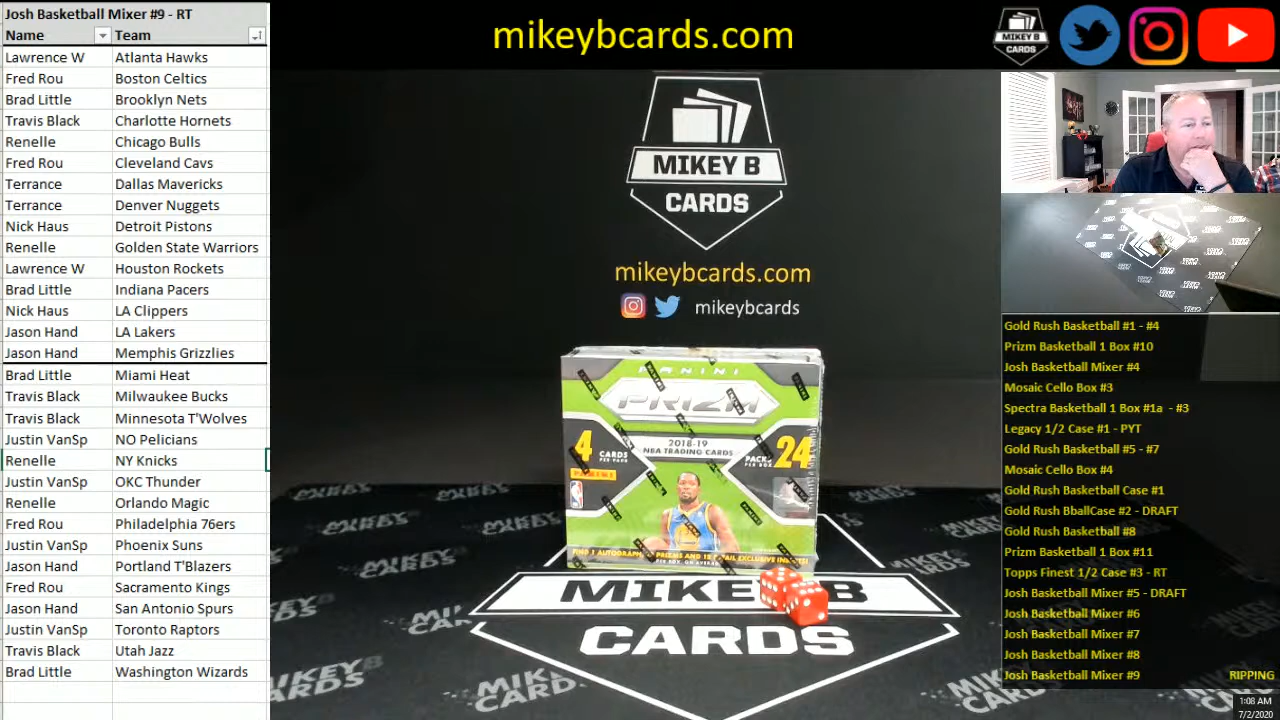 Josh Basketball Mixer #9 - RT
Name Team
Lawrence W Atlanta Hawks
Fred Rou Boston Celtics
Brad Little Brooklyn Nets
Travis Black Charlotte Hornets
Renelle Chicago Bulls
Fred Rou Cleveland Cavs
Terrance Dallas Mavericks
Terrance Denver Nuggets
Nick Haus Detroit Pistons
Renelle Golden State Warriors
Lawrence W Houston Rockets
Brad Little Indiana Pacers
Nick Haus LA Clippers
Jason Hand LA Lakers
Jason Hand Memphis Grizzlies
Brad Little Miami Heat
Travis Black Milwaukee Bucks
Travis Black Minnesota T'Wolves
Justin VanSp NO Pelicians
Renelle NY Knicks
Justin VanSp OKC Thunder
Renelle Orlando Magic
Fred Rou Philadelphia 76ers
Justin VanSp Phoenix Suns
Jason Hand Portland T'Blazers
Fred Rou Sacramento Kings
Jason Hand San Antonio Spurs
Justin VanSp Toronto Raptors
Travis Black Utah Jazz
Brad Little Washington Wizards
mikeybcards.com
MIKEY B
CARDS
MIKEY B
CARDS
mikeybcards.com
mikeybcards
PANINI
PRIZM
2018-19
NBA TRADING CARDS
4 CARDS PER PACK
24 PACKS PER BOX
PANINI
MIKE B
CARDS
Gold Rush Basketball #1 - #4
Prizm Basketball 1 Box #10
Josh Basketball Mixer #4
Mosaic Cello Box #3
Spectra Basketball 1 Box #1a - #3
Legacy 1/2 Case #1 - PYT
Gold Rush Basketball #5 - #7
Mosaic Cello Box #4
Gold Rush Basketball Case #1
Gold Rush BballCase #2 - DRAFT
Gold Rush Basketball #8
Prizm Basketball 1 Box #11
Topps Finest 1/2 Case #3 - RT
Josh Basketball Mixer #5 - DRAFT
Josh Basketball Mixer #6
Josh Basketball Mixer #7
Josh Basketball Mixer #8
Josh Basketball Mixer #9 RIPPING
1:08 AM
7/2/2020